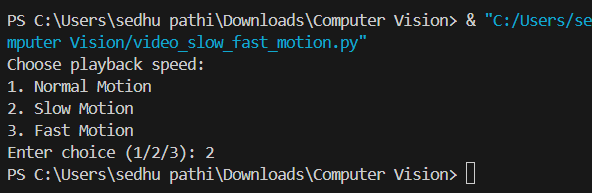 PS C:\Users\sedhu pathi\Downloads\Computer Vision> & "C:/Users/se
mputer Vision/video_slow_fast_motion.py"
Choose playback speed:
1. Normal Motion
2. Slow Motion
3. Fast Motion
Enter choice (1/2/3): 2
PS C:\Users\sedhu pathi\Downloads\Computer Vision>